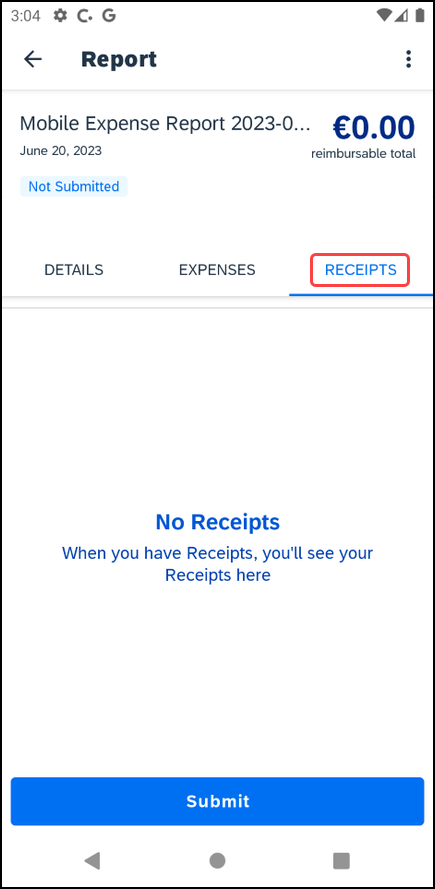 3:04
Report
Mobile Expense Report 2023-0...
€0.00
June 20, 2023
reimbursable total
Not Submitted
DETAILS
EXPENSES
RECEIPTS
No Receipts
When you have Receipts, you'll see your
Receipts here
Submit